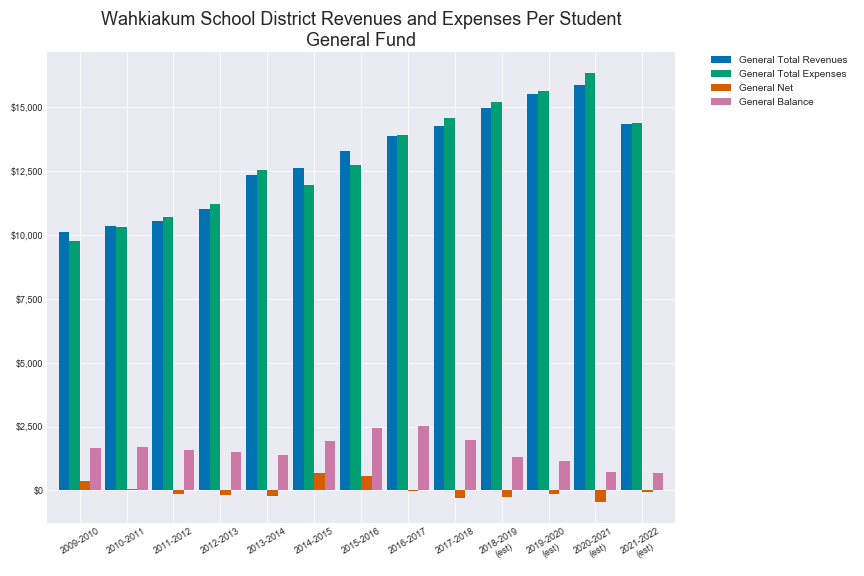 Wahkiakum School District Revenues and Expenses Per Student
General Fund
General Total Revenues
General Total Expenses
General Net
General Balance
$15,000
$12,500
$10,000
$7,500
$5,000
$2,500
$0
2009-2010
2010-2011
2011-2012
2012-2013
2013-2014
2014-2015
2015-2016
2016-2017
2017-2018
2018-2019
(est)
2019-2020
(est)
2020-2021
(est)
2021-2022
(est)